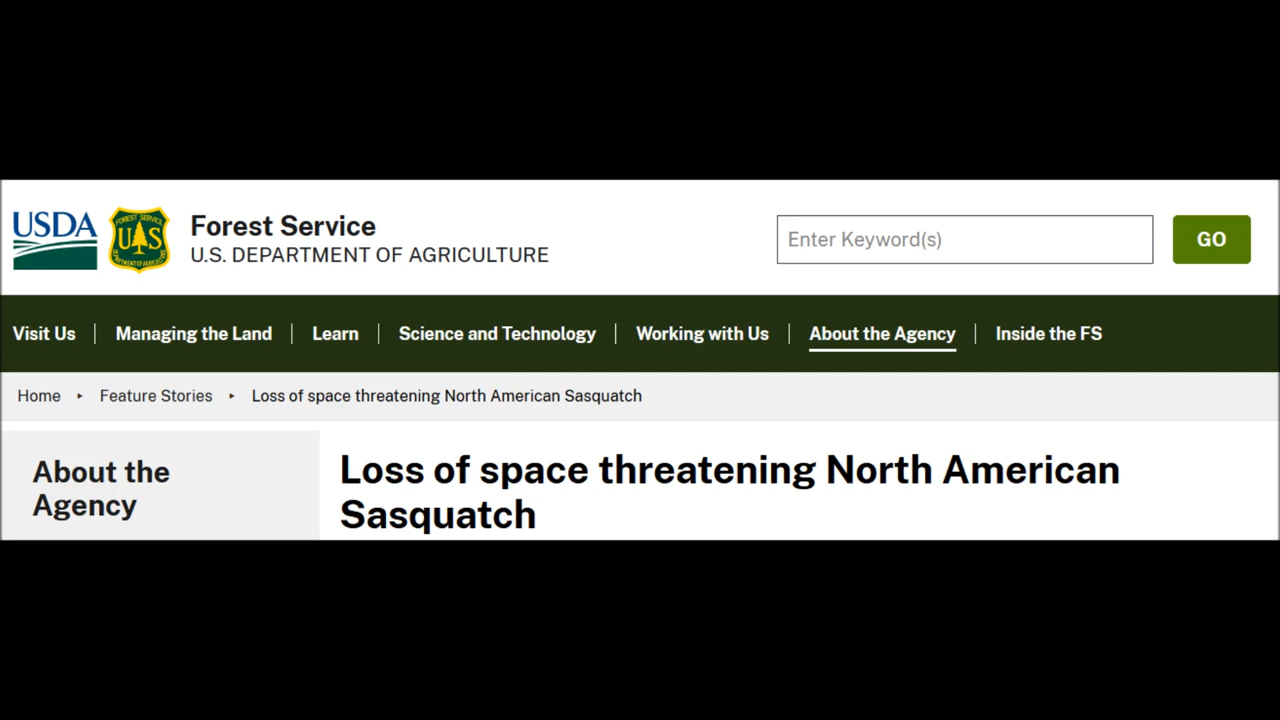 USDA
FOREST SERVICE
U S
DEPARTMENT OF AGRICULTURE
Forest Service
U.S. DEPARTMENT OF AGRICULTURE
Enter Keyword(s)
GO
Visit Us
Managing the Land
Learn
Science and Technology
Working with Us
About the Agency
Inside the FS
Home ▸ Feature Stories ▸ Loss of space threatening North American Sasquatch
About the
Agency
Loss of space threatening North American
Sasquatch